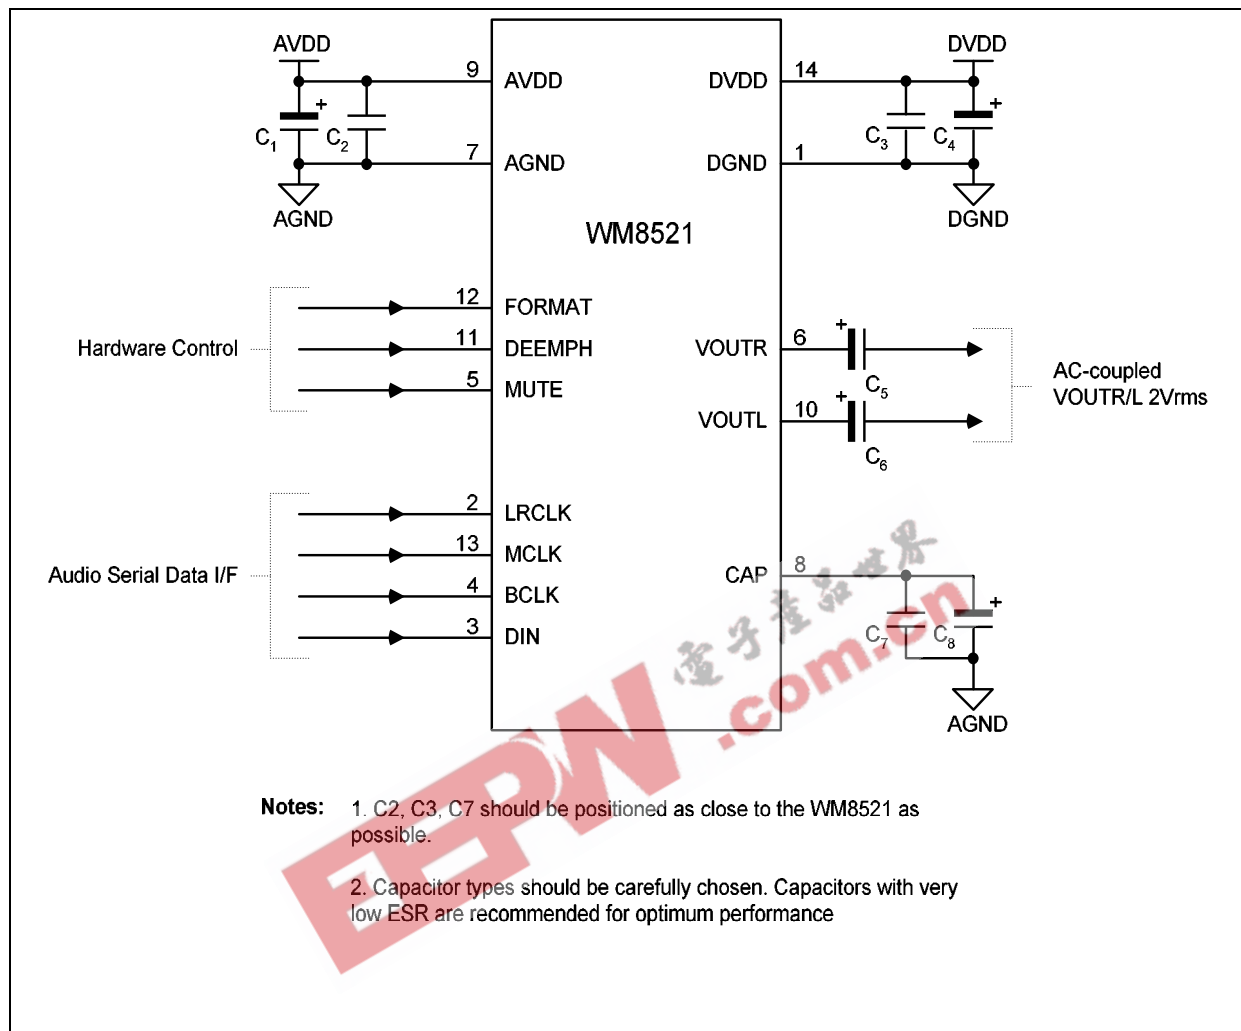 AVDD
DVDD
9
AVDD
DVDD
14
C1
+
C2
C3
C4
+
7
AGND
DGND
1
AGND
DGND
WM8521
Hardware Control
12
FORMAT
11
DEEMPH
5
MUTE
VOUTR
6
+
C5
VOUTL
10
+
C6
AC-coupled
VOUTR/L 2Vrms
Audio Serial Data I/F
2
LRCLK
13
MCLK
4
BCLK
3
DIN
CAP
8
C7
C8
+
AGND
電子產品世界
EEPW.com.cn
Notes:
1. C2, C3, C7 should be positioned as close to the WM8521 as
possible.
2. Capacitor types should be carefully chosen. Capacitors with very
low ESR are recommended for optimum performance